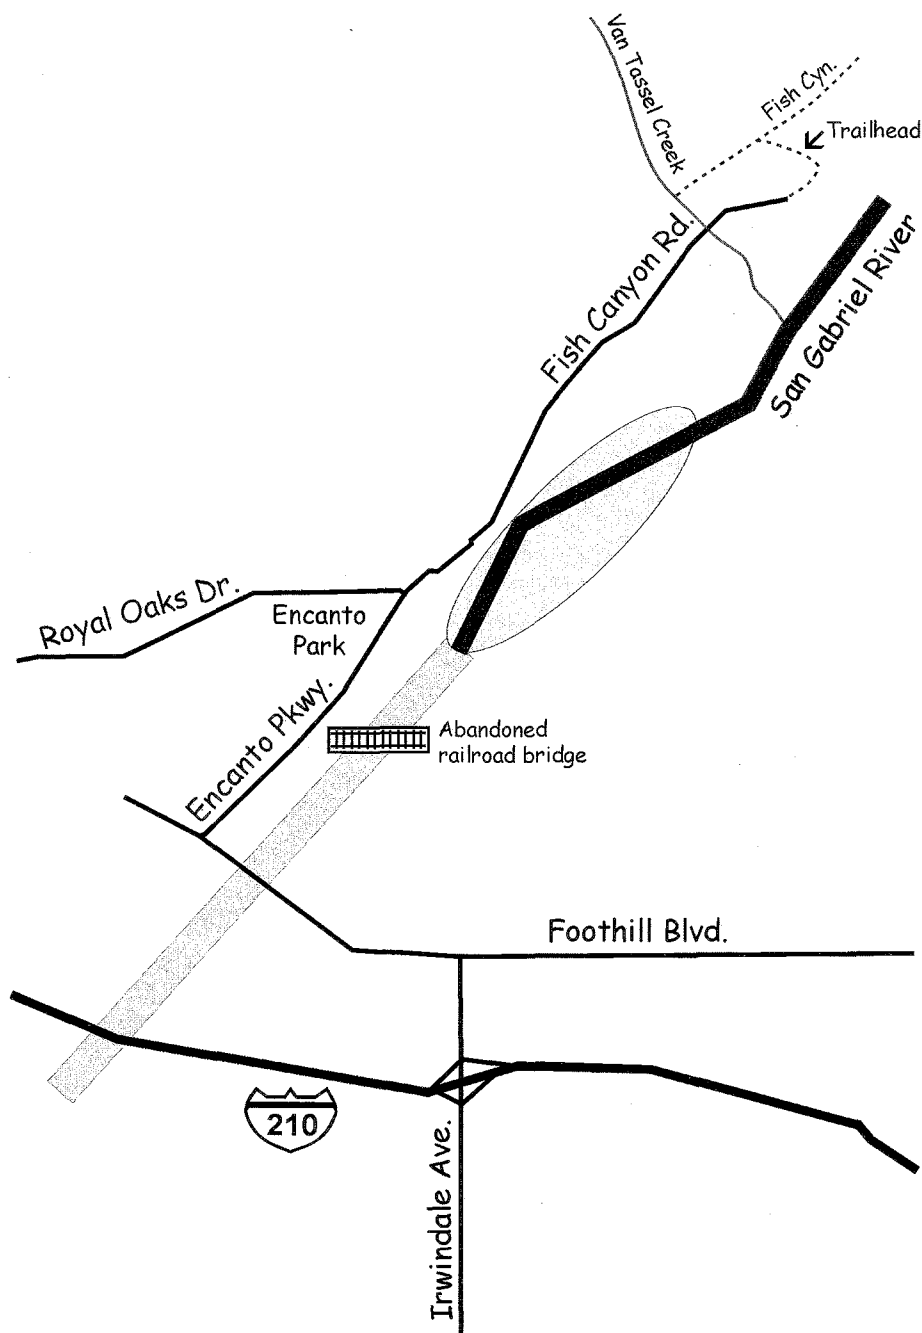 Van Tassel Creek
Fish Cyn.
Trailhead
Fish Canyon Rd.
San Gabriel River
Royal Oaks Dr.
Encanto
Park
Encanto Pkwy.
Abandoned
railroad bridge
Foothill Blvd.
210
Irwindale Ave.